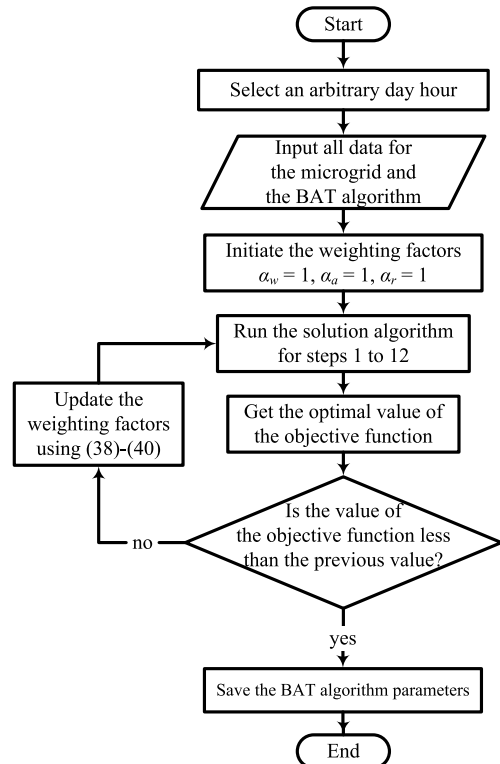 Start
Select an arbitrary day hour
Input all data for
the microgrid and
the BAT algorithm
Initiate the weighting factors
αw = 1, αa = 1, αr = 1
Run the solution algorithm
for steps 1 to 12
Update the
weighting factors
using (38)-(40)
Get the optimal value of
the objective function
Is the value of
the objective function less
than the previous value?
no
yes
Save the BAT algorithm parameters
End